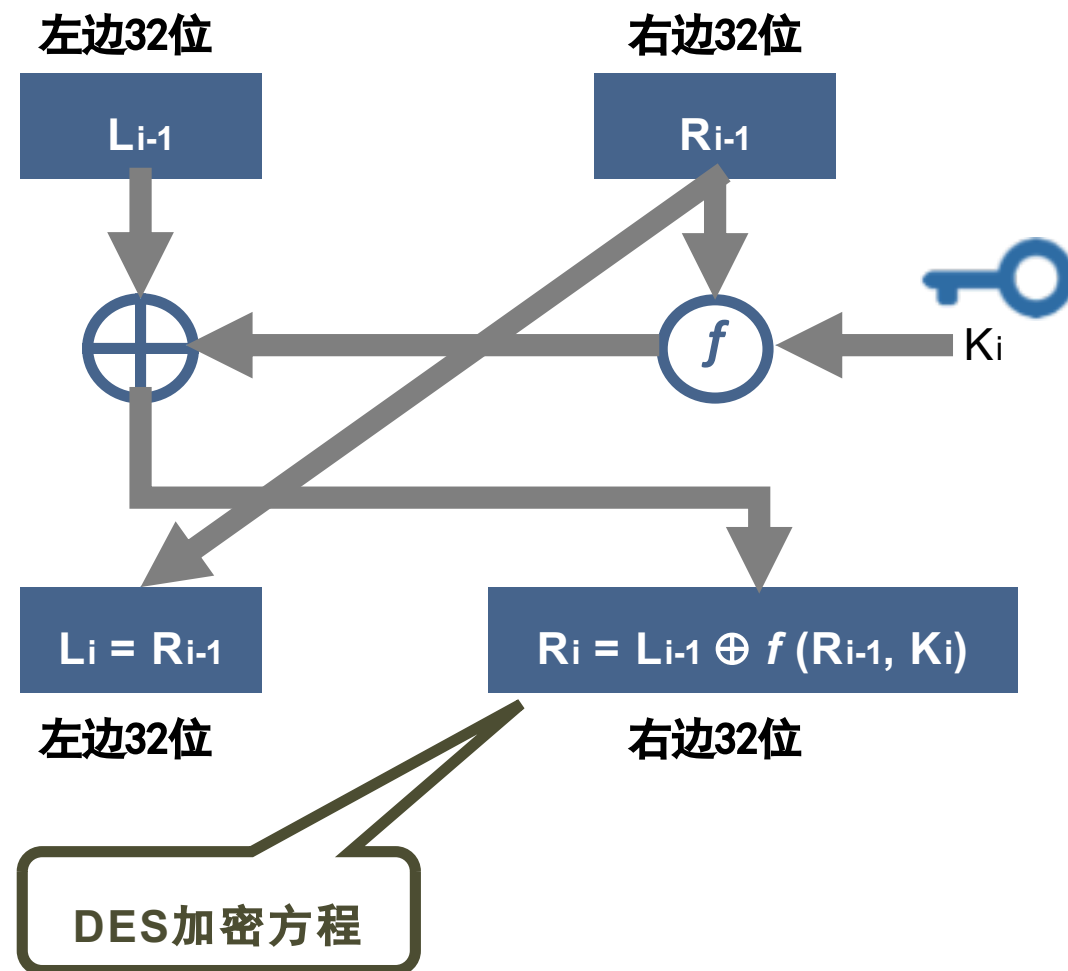 左边32位
右边32位
Li-1
Ri-1
f
Ki
Li = Ri-1
Ri = Li-1 ⊕ f (Ri-1, Ki)
左边32位
右边32位
DES加密方程